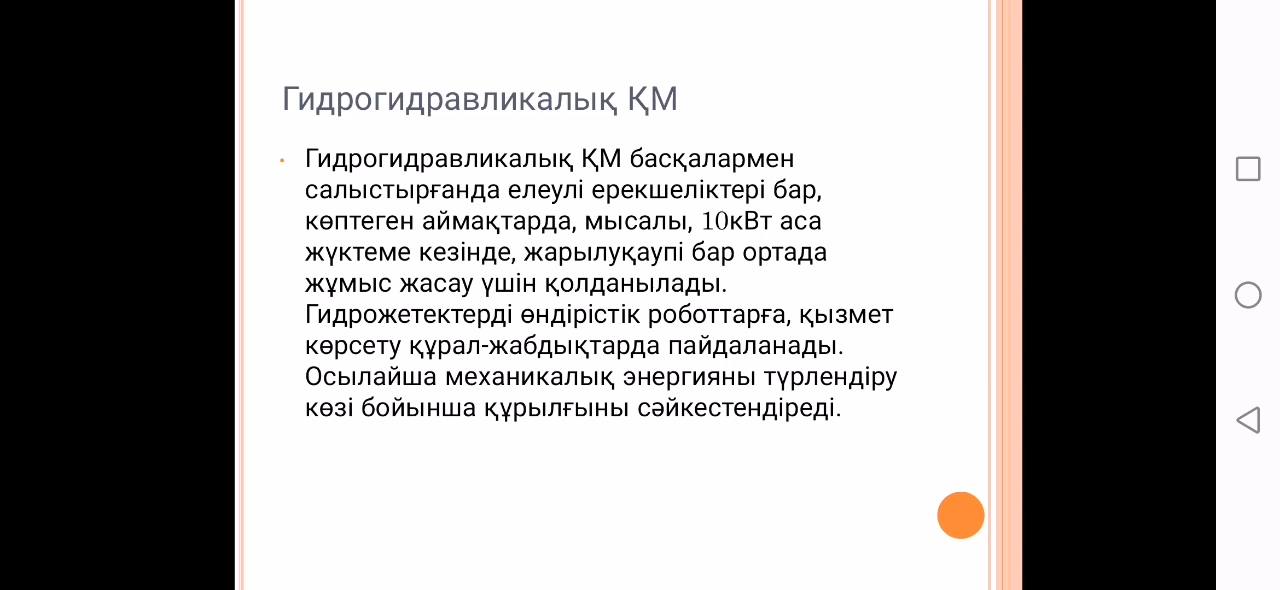 Гидрогидравликалық ҚМ
• Гидрогидравликалық ҚМ басқалармен
салыстырғанда елеулі ерекшеліктері бар,
көптеген аймақтарда, мысалы, 10кВт аса
жүктеме кезінде, жарылуқаупі бар ортада
жұмыс жасау үшін қолданылады.
Гидрожетектерді өндірістік роботтарға, қызмет
көрсету құрал-жабдықтарда пайдаланады.
Осылайша механикалық энергияны түрлендіру
көзі бойынша құрылғыны сәйкестендіреді.